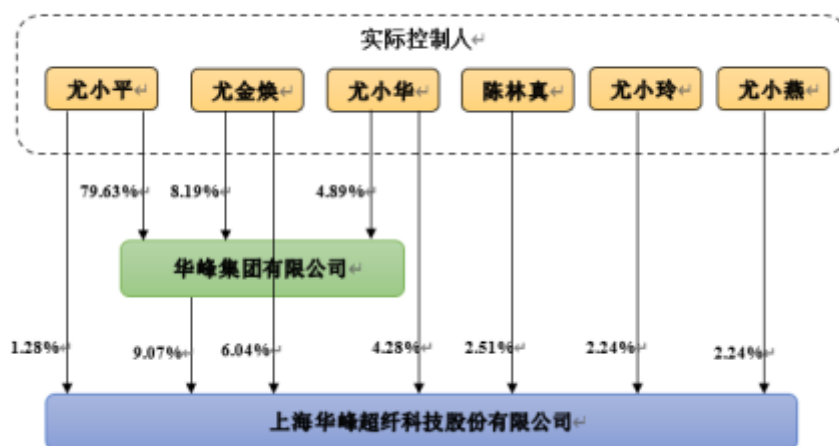 实际控制人
尤小平 尤金焕 尤小华 陈林真 尤小玲 尤小燕
79.63% 8.19% 4.89%
华峰集团有限公司
1.28% 9.07% 6.04% 4.28% 2.51% 2.24% 2.24%
上海华峰超纤科技股份有限公司